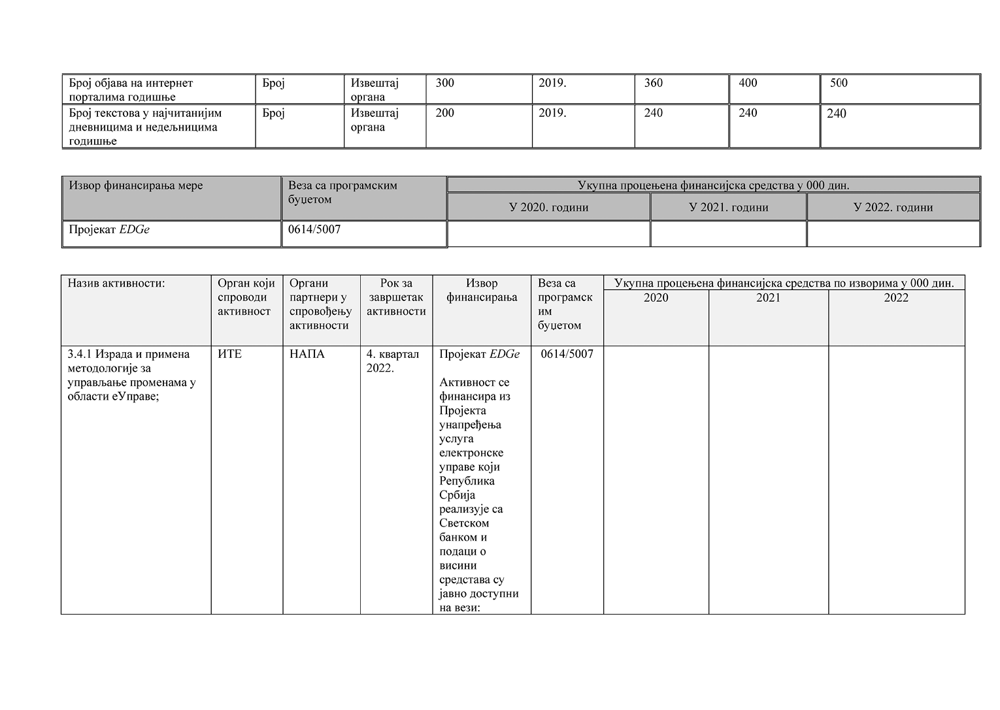 Број објава на интернет
порталима годишње
Број
Извештај
органа
300
2019.
360
400
500
Број текстова у најчитанијим
дневницима и недељницима
годишње
Број
Извештај
органа
200
2019.
240
240
240
Извор финансирања мере
Веза са програмским
буџетом
Укупна процењена финансијска средства у 000 дин.
У 2020. години
У 2021. години
У 2022. години
Пројекат EDGe
0614/5007
Назив активности:
Орган који
спроводи
активност
Органи
партнери у
спровођењу
активности
Рок за
завршетак
активности
Извор
финансирања
Веза са
програмск
им
буџетом
Укупна процењена финансијска средства по изворима у 000 дин.
2020
2021
2022
3.4.1 Израда и примена
методологије за
управљање променама у
области еУправе;
ИТЕ
НАПА
4. квартал
2022.
Пројекат EDGe
Активност се
финансира из
Пројекта
унапређења
услуга
електронске
управе који
Република
Србија
реализује са
Светском
банком и
подаци о
висини
средстава су
јавно доступни
на вези:
0614/5007